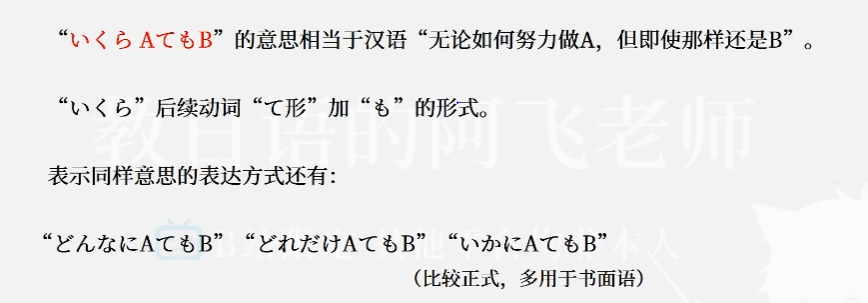 “いくら AてもB”的意思相当于汉语“无论如何努力做A，但即使那样还是B”。
“いくら”后续动词“て形”加“も”的形式。
教日语的阿飞老师
表示同样意思的表达方式还有：
“どんなにAてもB”“どれだけAてもB”“いかにAてもB”
（比较正式，多用于书面语）